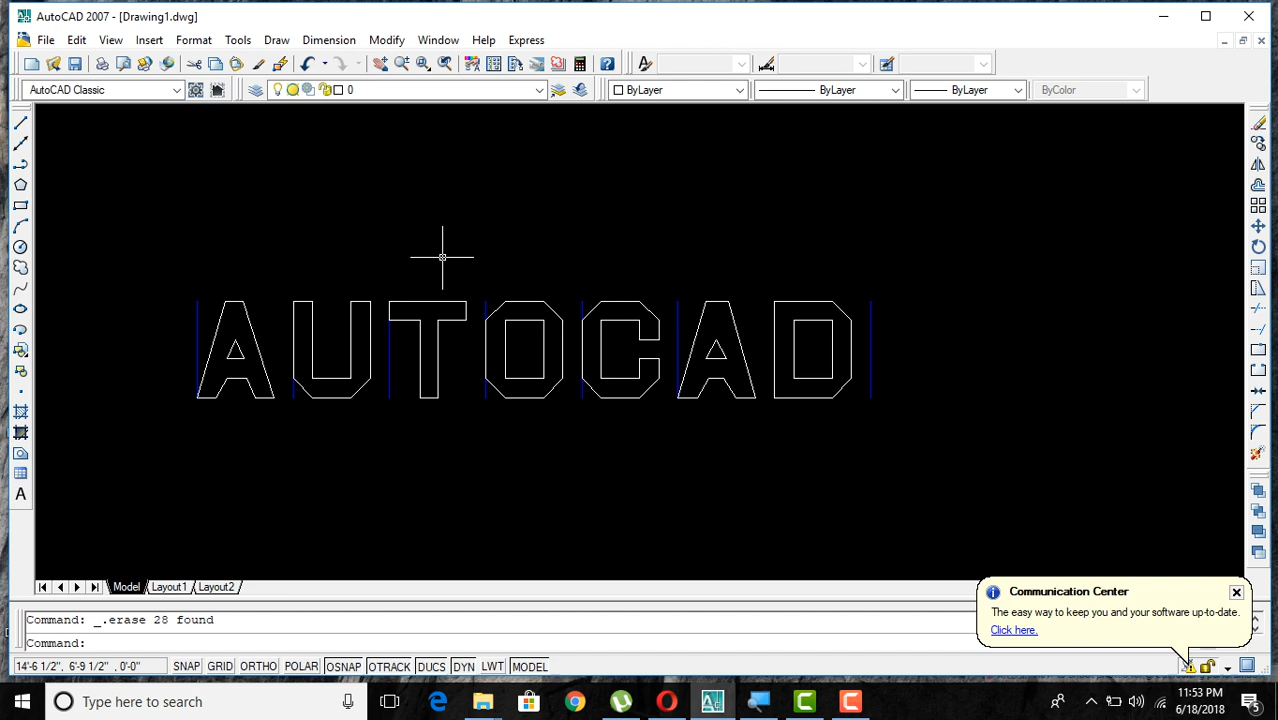 AutoCAD 2007 - [Drawing1.dwg]
File Edit View Insert Format Tools Draw Dimension Modify Window Help Express
AutoCAD Classic 0 ByLayer ByLayer ByLayer ByColor
AUTOCAD
A
Model Layout1 Layout2
Communication Center
The easy way to keep you and your software up-to-date.
Click here.
Command: _.erase 28 found
Command:
14'-6 1/2", 6'-9 1/2", 0'-0" SNAP GRID ORTHO POLAR OSNAP OTRACK DUCS DYN LWT MODEL
Type here to search
11:53 PM
6/18/2018
5